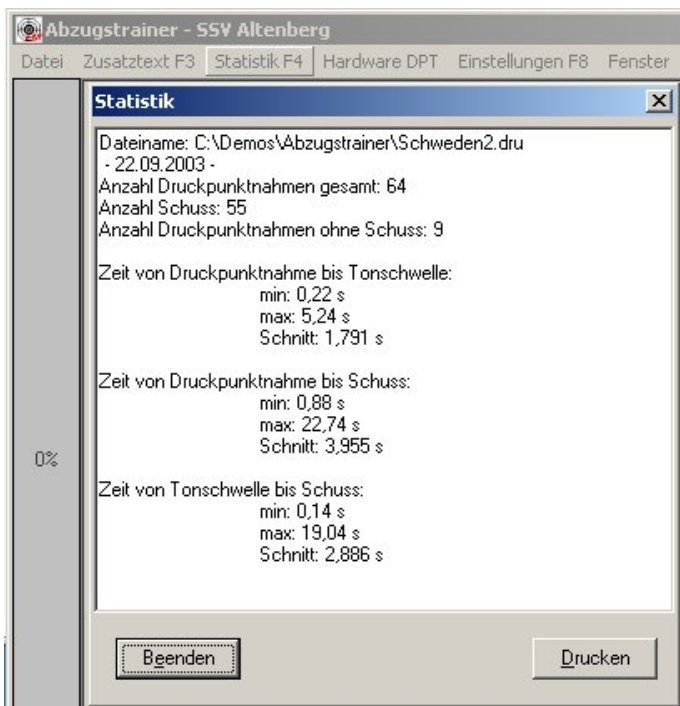 Abzugstrainer - SSV Altenberg
Datei Zusatztext F3 Statistik F4 Hardware DPT Einstellungen F8 Fenster
Statistik
Dateiname: C:\Demos\Abzugstrainer\Schweden2.dru
- 22.09.2003 -
Anzahl Druckpunktnahmen gesamt: 64
Anzahl Schuss: 55
Anzahl Druckpunktnahmen ohne Schuss: 9
Zeit von Druckpunktnahme bis Tonschwelle:
min: 0,22 s
max: 5,24 s
Schnitt: 1,791 s
Zeit von Druckpunktnahme bis Schuss:
min: 0,88 s
max: 22,74 s
Schnitt: 3,955 s
0%
Zeit von Tonschwelle bis Schuss:
min: 0,14 s
max: 19,04 s
Schnitt: 2,886 s
Beenden Drucken